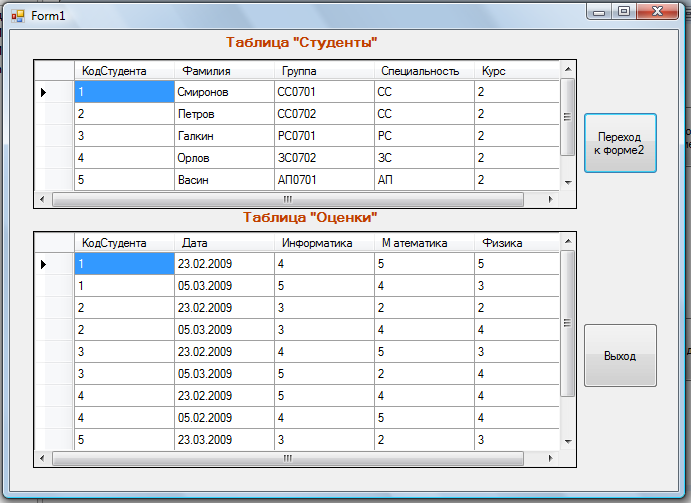 Form1
Таблица "Студенты"
КодСтудента Фамилия Группа Специальность Курс
1 Смиронов СС0701 СС 2
2 Петров СС0702 СС 2
3 Галкин РС0701 РС 2
4 Орлов ЗС0702 ЗС 2
5 Васин АП0701 АП 2
Переход
к форме2
Таблица "Оценки"
КодСтудента Дата Информатика М атематика Физика
1 23.02.2009 4 5 5
1 05.03.2009 5 4 3
2 23.02.2009 3 2 2
2 05.03.2009 3 4 4
3 23.02.2009 4 5 3
3 05.03.2009 5 2 4
4 23.02.2009 5 4 4
4 05.02.2009 4 5 4
5 23.03.2009 3 2 3
Выход